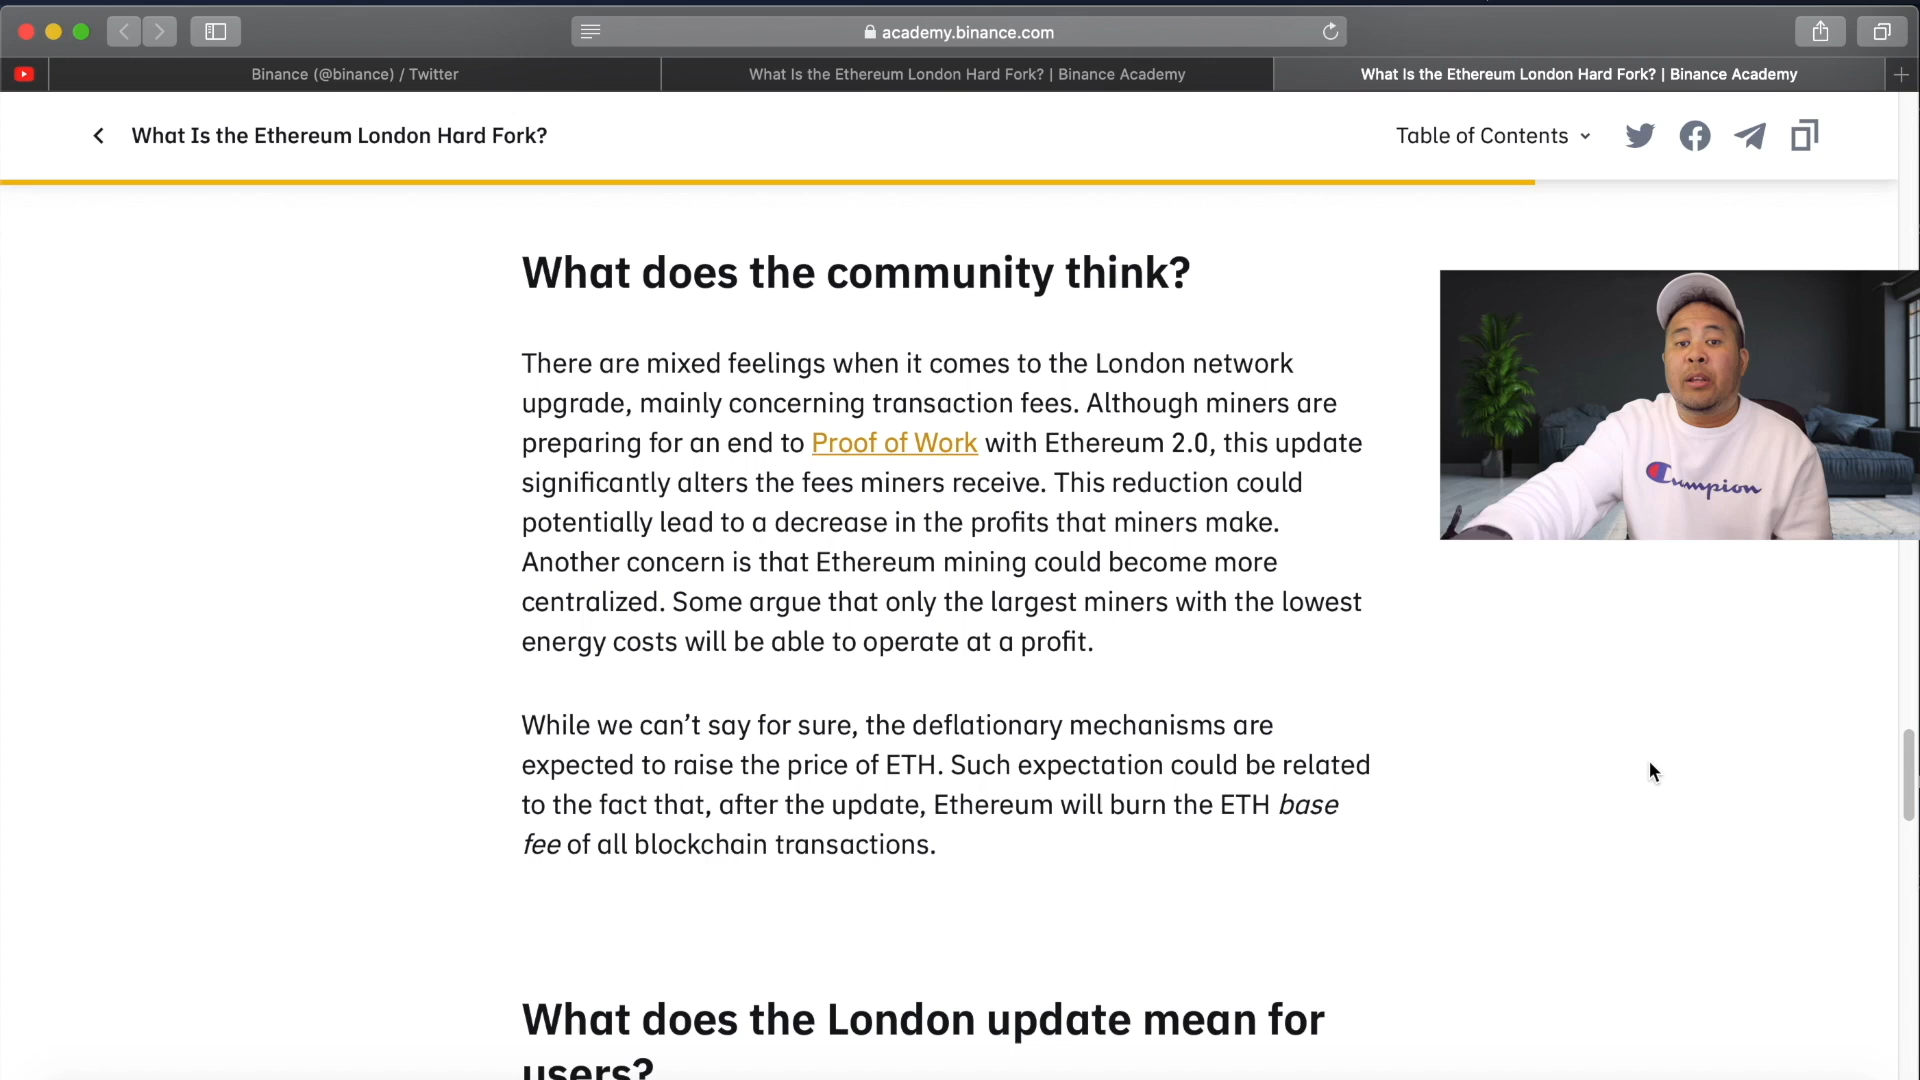 academy.binance.com
Binance (@binance) / Twitter
What Is the Ethereum London Hard Fork? | Binance Academy
What Is the Ethereum London Hard Fork? | Binance Academy
What Is the Ethereum London Hard Fork?
Table of Contents
What does the community think?
There are mixed feelings when it comes to the London network
upgrade, mainly concerning transaction fees. Although miners are
preparing for an end to Proof of Work with Ethereum 2.0, this update
significantly alters the fees miners receive. This reduction could
potentially lead to a decrease in the profits that miners make.
Another concern is that Ethereum mining could become more
centralized. Some argue that only the largest miners with the lowest
energy costs will be able to operate at a profit.
While we can’t say for sure, the deflationary mechanisms are
expected to raise the price of ETH. Such expectation could be related
to the fact that, after the update, Ethereum will burn the ETH base
fee of all blockchain transactions.
What does the London update mean for
users?
Champion